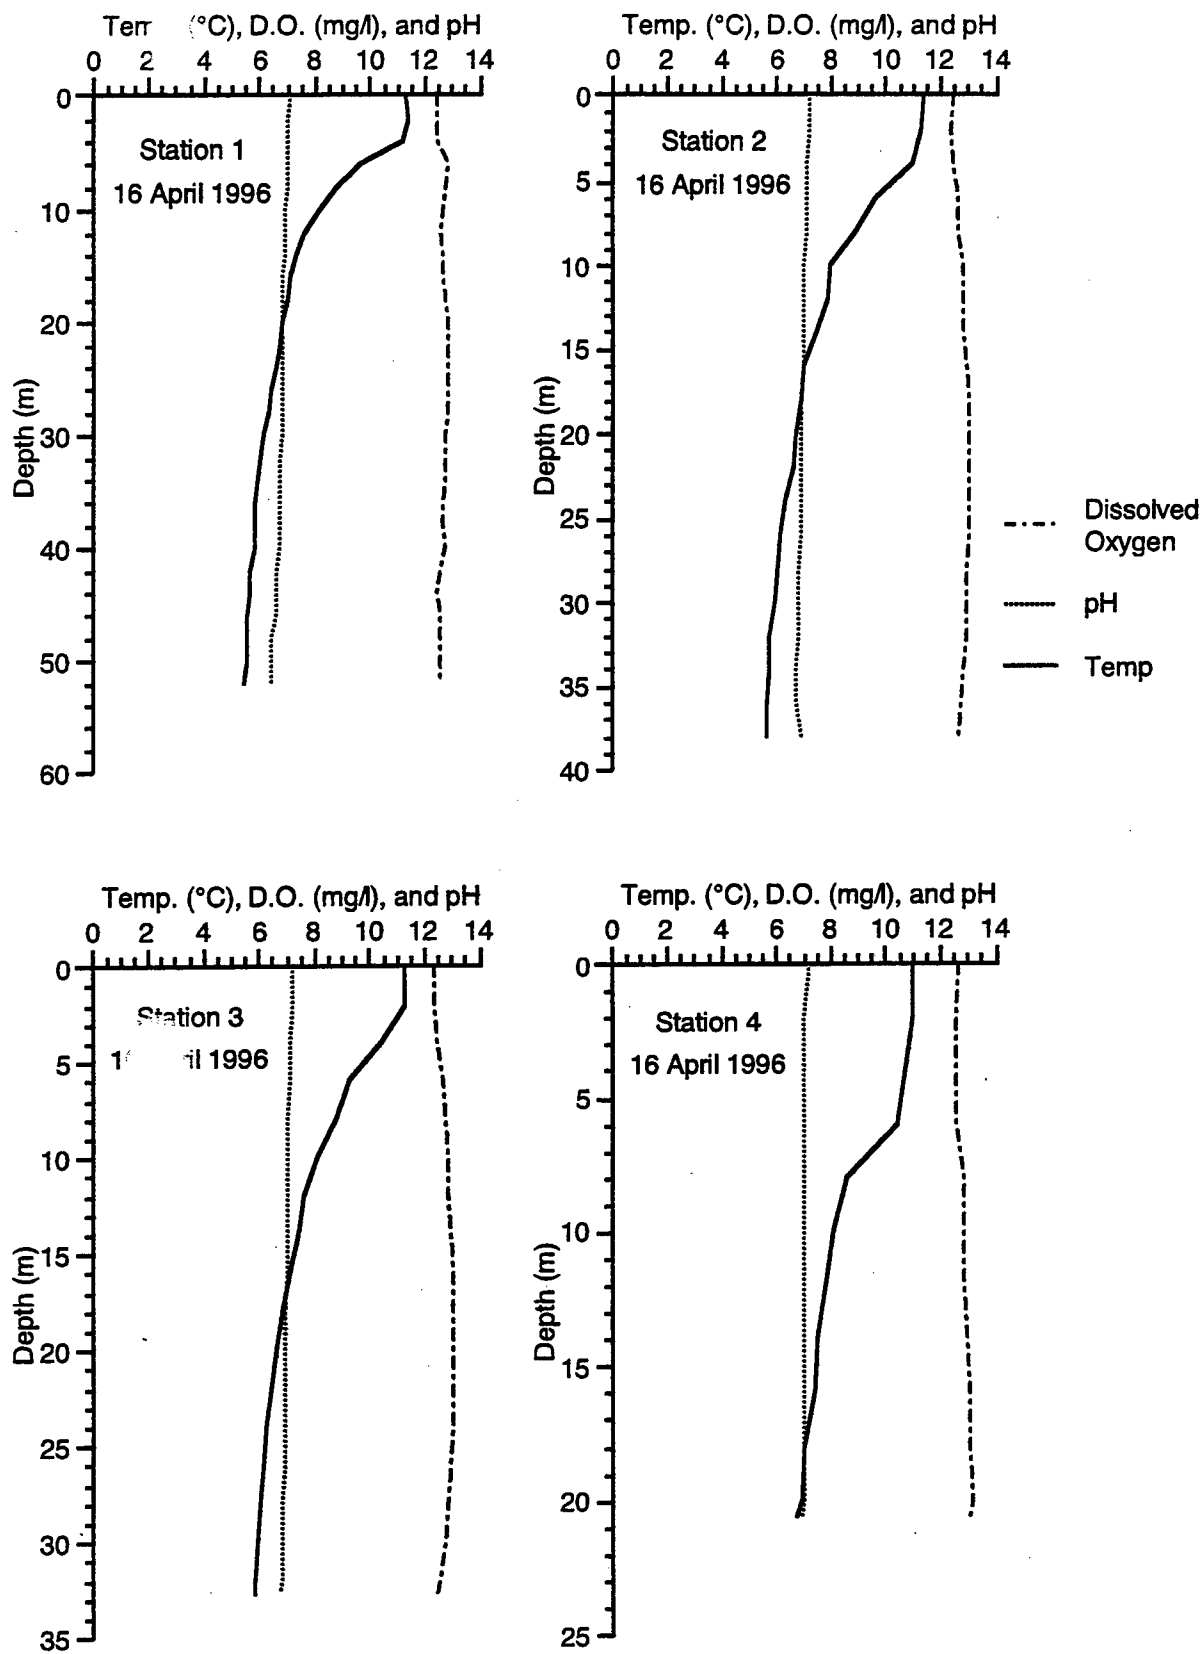 (°C), D.O. (mg/l), and pH
0 2 4 6 8 10 12 14
0
10
20
30
40
50
60
Depth (m)
Station 1
16 April 1996
Temp. (°C), D.O. (mg/l), and pH
0 2 4 6 8 10 12 14
0
5
10
15
20
25
30
35
40
Depth (m)
Station 2
16 April 1996
Dissolved
Oxygen
pH
Temp
Temp. (°C), D.O. (mg/l), and pH
0 2 4 6 8 10 12 14
0
5
10
15
20
25
30
35
Depth (m)
Station 3
1996
Temp. (°C), D.O. (mg/l), and pH
0 2 4 6 8 10 12 14
0
5
10
15
20
25
Depth (m)
Station 4
16 April 1996